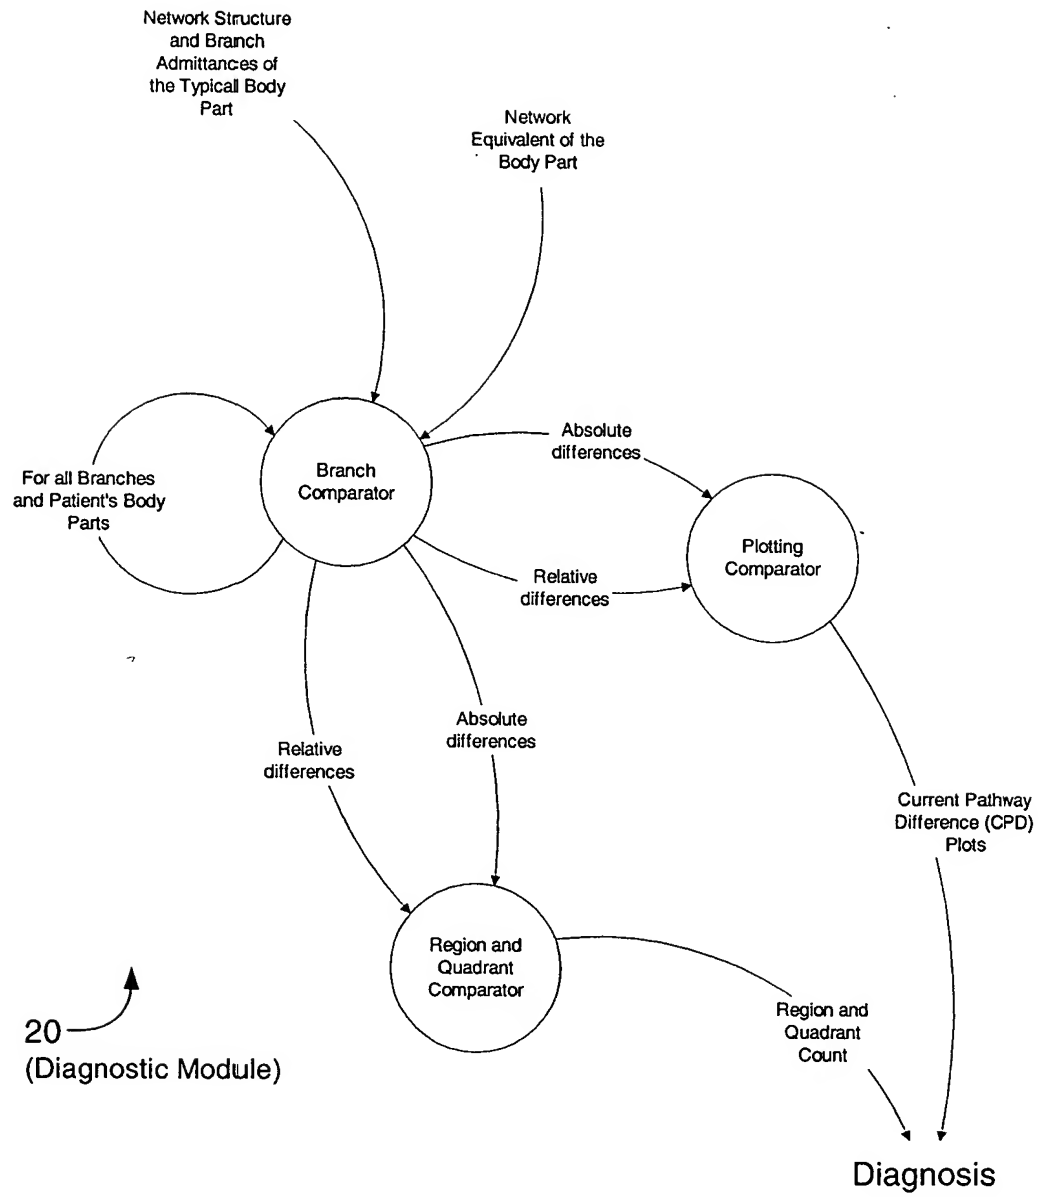 Network Structure
and Branch
Admittances of
the Typicall Body
Part
Network
Equivalent of the
Body Part
Absolute
differences
Branch
Comparator
For all Branches
and Patient's Body
Parts
Plotting
Comparator
Relative
differences
Absolute
differences
Relative
differences
Current Pathway
Difference (CPD)
Plots
Region and
Quadrant
Comparator
Region and
Quadrant
Count
20
(Diagnostic Module)
Diagnosis